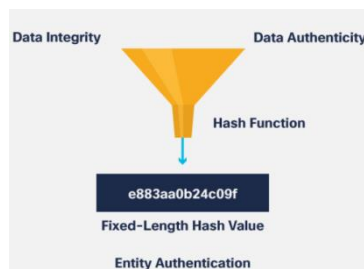 Data Integrity
Data Authenticity
Hash Function
e883aa0b24c09f
Fixed-Length Hash Value
Entity Authentication